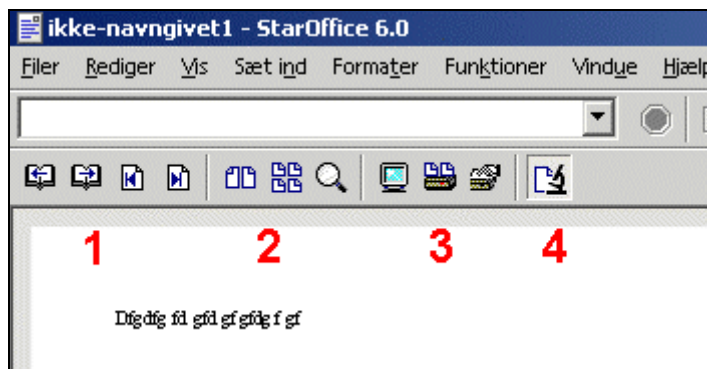 ikke-navngivet1 - StarOffice 6.0
Filer Rediger Vis Sæt ind Formater Funktioner Vindue Hjælp
1 2 3 4
Dfgdfg fd gfd gf gfdg f gf